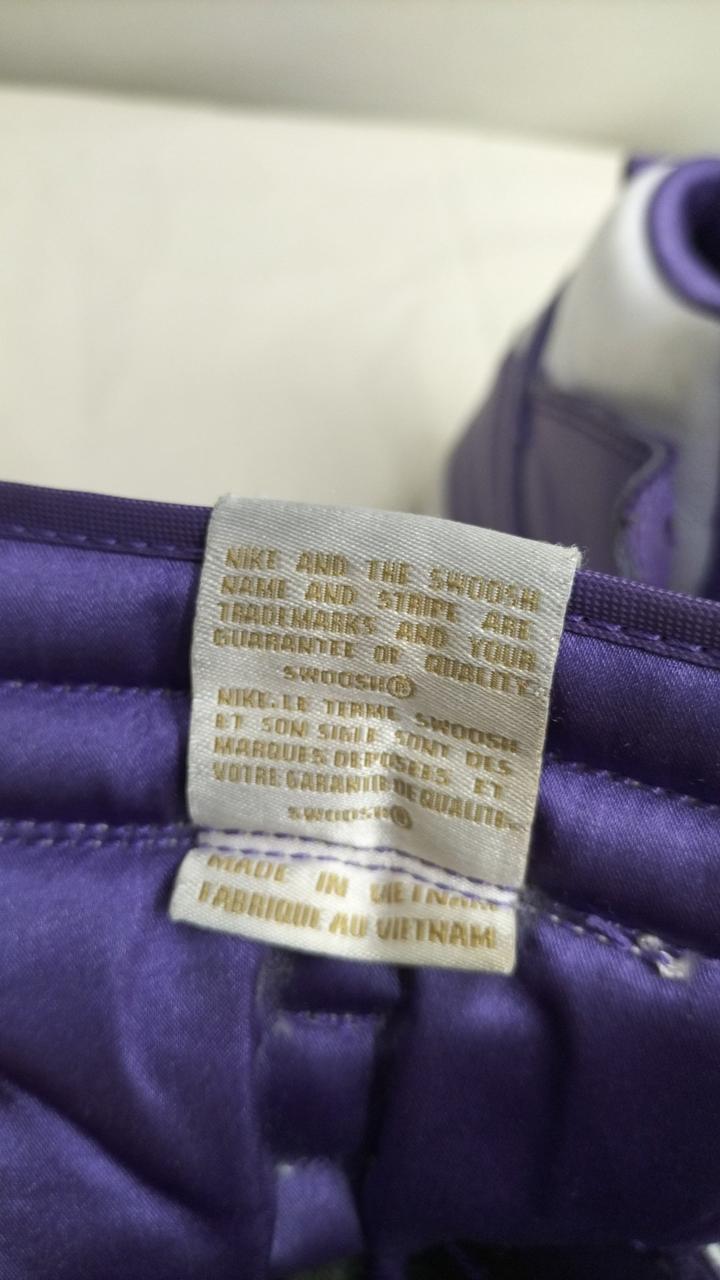 NIKE AND THE SWOOSH
NAME AND STRIPE ARE
TRADEMARKS AND YOUR
GUARANTEE OF QUALITY.
SWOOSH®
NIKE.LE TERME SWOOSH
ET SON SIGLE SONT DES
MARQUES DEPOSEES ET
VOTRE GARANTIE DE QUALITE.
SWOOSH®
MADE IN VIETNAM
FABRIQUE AU VIETNAM